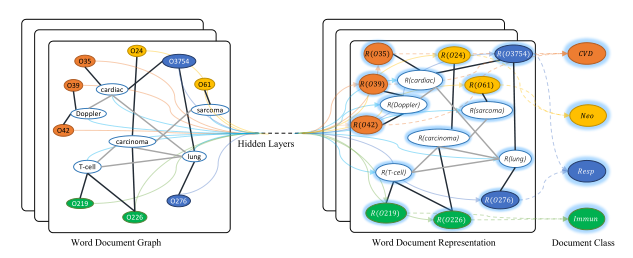 O35
O24
O3754
O39
cardiac
O61
Doppler
sarcoma
O42
carcinoma
lung
T-cell
O219
O226
O276
Hidden Layers
R(O35)
R(O24)
R(O3754)
R(cardiac)
R(O39)
R(O61)
R(Doppler)
R(sarcoma)
R(O42)
R(carcinoma)
R(lung)
R(T-cell)
R(O276)
R(O219)
R(O226)
CVD
Neo
Resp
Immun
Word Document Graph
Word Document Representation
Document Class